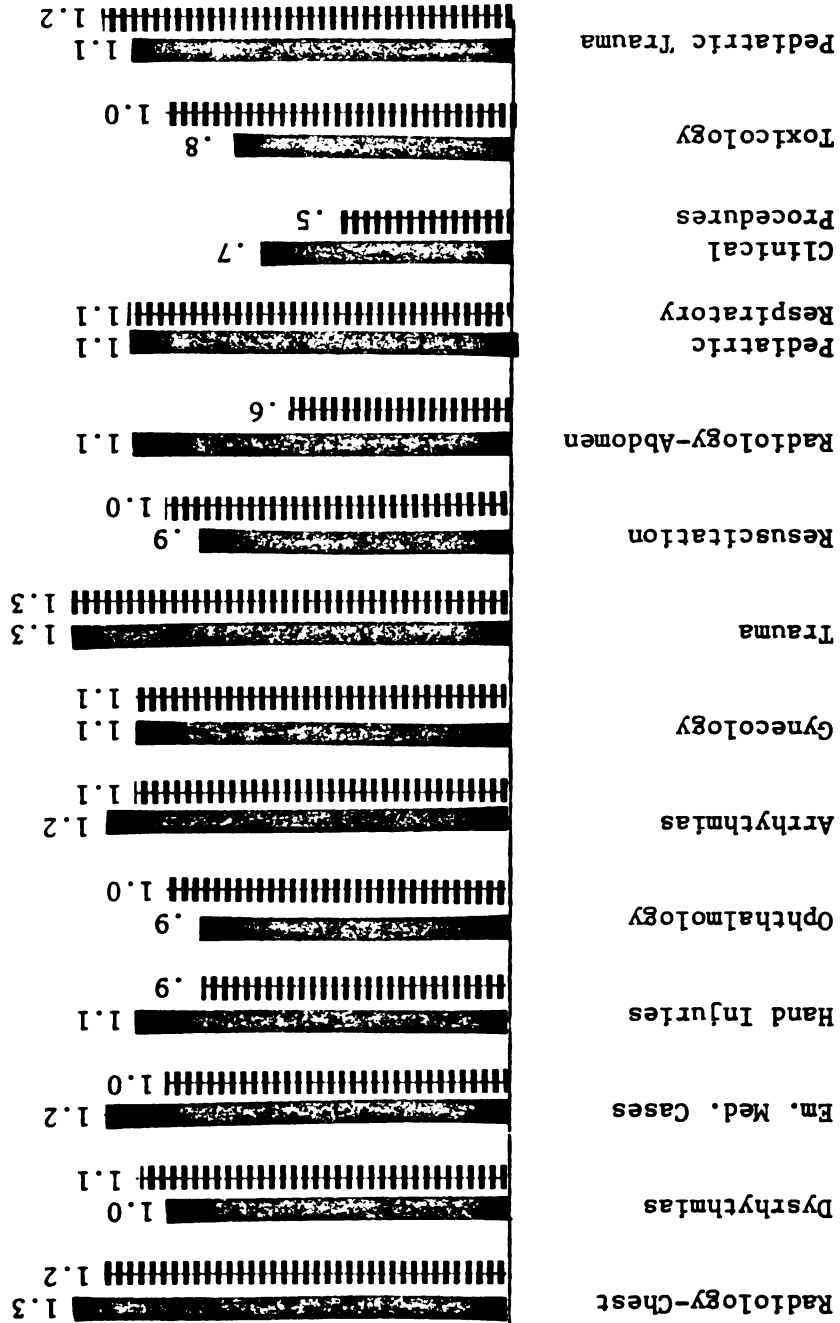 Radiology-Chest 1.3
1.2
Dysrhythmias 1.0
1.1
Em. Med. Cases 1.2
1.0
Hand Injuries 1.1
.9
Ophthalmology .9
1.0
Arrhythmias 1.2
1.1
Gynecology 1.1
1.1
Trauma 1.3
1.3
Resuscitation .9
1.0
Radiology-Abdomen 1.1
.6
Pediatric 1.1
Respiratory 1.1
Clinical .7
Procedures .5
Toxicology .8
1.0
Pediatric Trauma 1.1
1.2